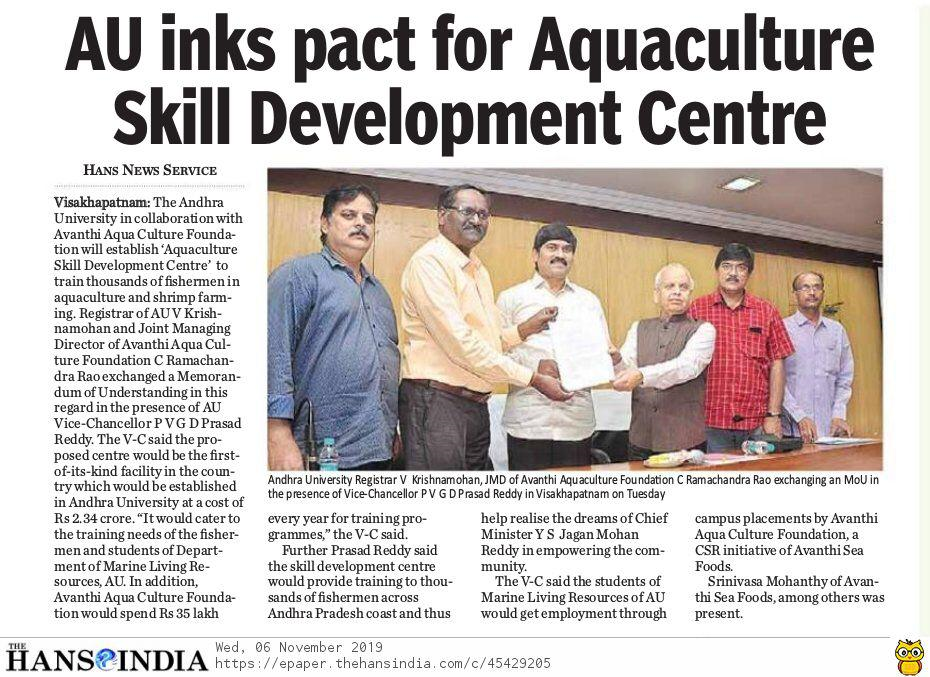 AU inks pact for Aquaculture
Skill Development Centre
HANS NEWS SERVICE
Visakhapatnam: The Andhra
University in collaboration with
Avanthi Aqua Culture Founda-
tion will establish ‘Aquaculture
Skill Development Centre’ to
train thousands of fishermen in
aquaculture and shrimp farm-
ing. Registrar of AU V Krish-
namohan and Joint Managing
Director of Avanthi Aqua Cul-
ture Foundation C Ramachan-
dra Rao exchanged a Memoran-
dum of Understanding in this
regard in the presence of AU
Vice-Chancellor P V G D Prasad
Reddy. The V-C said the pro-
posed centre would be the first-
of-its-kind facility in the coun-
try which would be established
in Andhra University at a cost of
Rs 2.34 crore. “It would cater to
the training needs of the fisher-
men and students of Depart-
ment of Marine Living Re-
sources, AU. In addition,
Avanthi Aqua Culture Founda-
tion would spend Rs 35 lakh
Andhra University Registrar V Krishnamohan, JMD of Avanthi Aquaculture Foundation C Ramachandra Rao exchanging an MoU in
the presence of Vice-Chancellor P V G D Prasad Reddy in Visakhapatnam on Tuesday
every year for training pro-
grammes,” the V-C said.
Further Prasad Reddy said
the skill development centre
would provide training to thou-
sands of fishermen across
Andhra Pradesh coast and thus
help realise the dreams of Chief
Minister Y S Jagan Mohan
Reddy in empowering the com-
munity.
The V-C said the students of
Marine Living Resources of AU
would get employment through
campus placements by Avanthi
Aqua Culture Foundation, a
CSR initiative of Avanthi Sea
Foods.
Srinivasa Mohanthy of Avan-
thi Sea Foods, among others was
present.
THE HANS INDIA
Wed, 06 November 2019
https://epaper.thehansindia.com/c/45429205